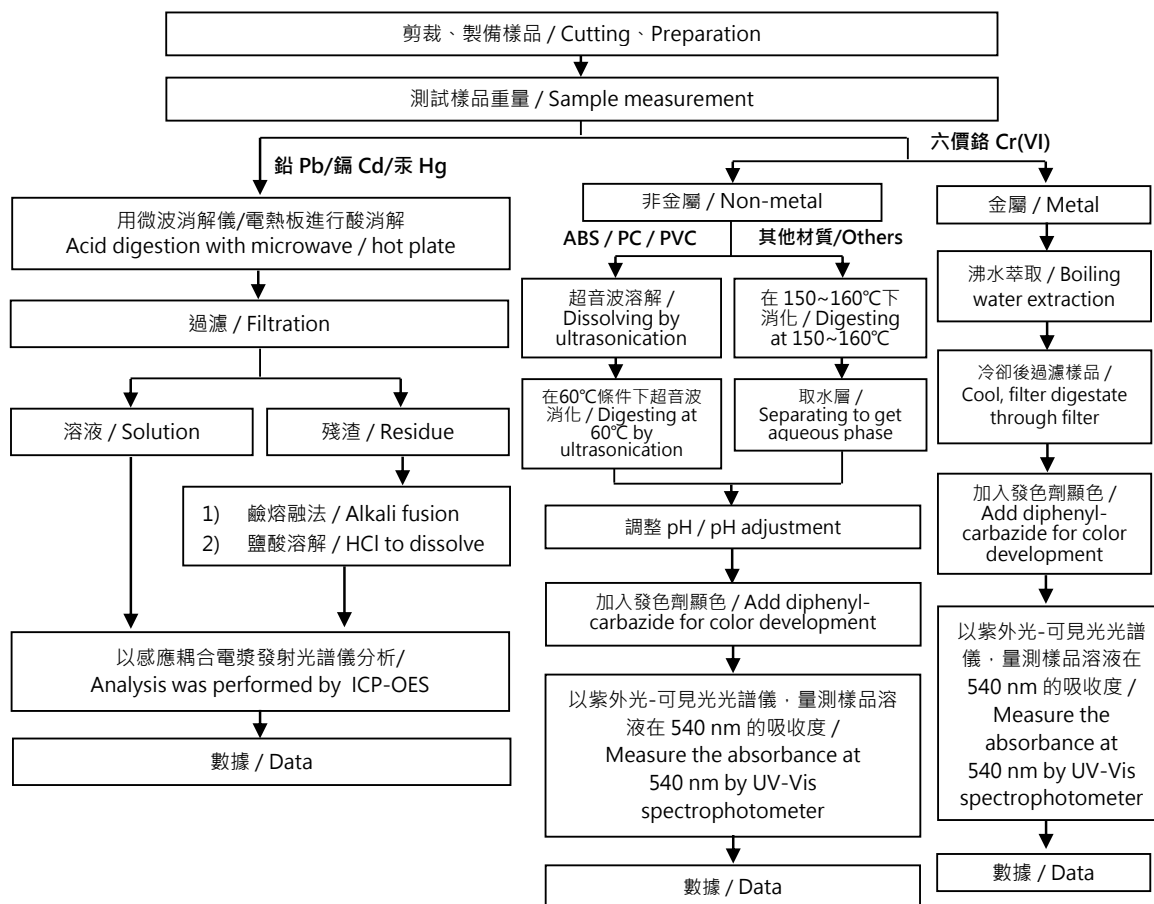 剪裁、製備樣品 / Cutting、Preparation
測試樣品重量 / Sample measurement
鉛 Pb/鎘 Cd/汞 Hg
六價鉻 Cr(VI)
用微波消解儀/電熱板進行酸消解
Acid digestion with microwave / hot plate
過濾 / Filtration
溶液 / Solution
殘渣 / Residue
1) 鹼熔融法 / Alkali fusion
2) 鹽酸溶解 / HCl to dissolve
以感應耦合電漿發射光譜儀分析/
Analysis was performed by ICP-OES
數據 / Data
非金屬 / Non-metal
ABS / PC / PVC
其他材質/Others
超音波溶解 /
Dissolving by
ultrasonication
在60℃條件下超音波
消化 / Digesting at
60℃ by
ultrasonication
在 150~160℃下
消化 / Digesting
at 150~160℃
取水層 /
Separating to get
aqueous phase
調整 pH / pH adjustment
加入發色劑顯色 / Add diphenyl-
carbazide for color development
以紫外光-可見光光譜儀，量測樣品溶
液在 540 nm 的吸收度 /
Measure the absorbance at
540 nm by UV-Vis
spectrophotometer
數據 / Data
金屬 / Metal
沸水萃取 / Boiling
water extraction
冷卻後過濾樣品 /
Cool, filter digestate
through filter
加入發色劑顯色 /
Add diphenyl-
carbazide for color
development
以紫外光-可見光光譜
儀，量測樣品溶液在
540 nm 的吸收度 /
Measure the
absorbance at
540 nm by UV-Vis
spectrophotometer
數據 / Data